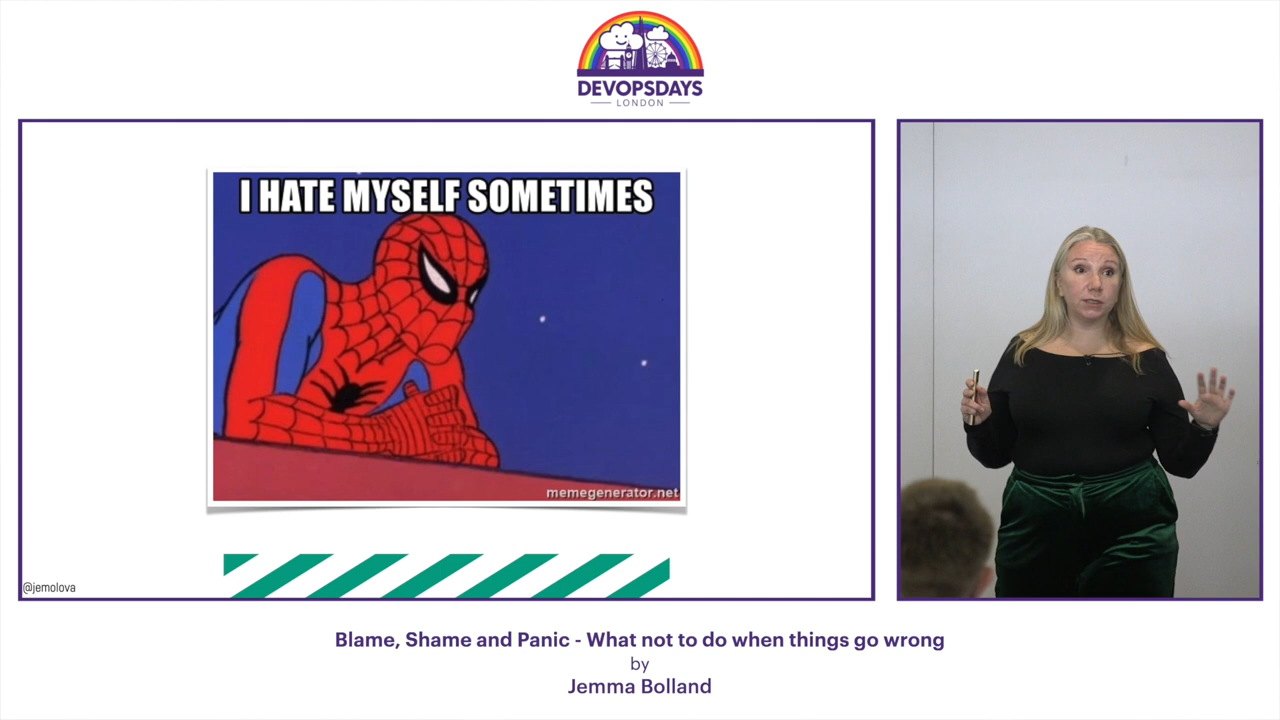 DEVOPSDAYS
LONDON
I HATE MYSELF SOMETIMES
memegenerator.net
@jemolova
Blame, Shame and Panic - What not to do when things go wrong
by
Jemma Bolland